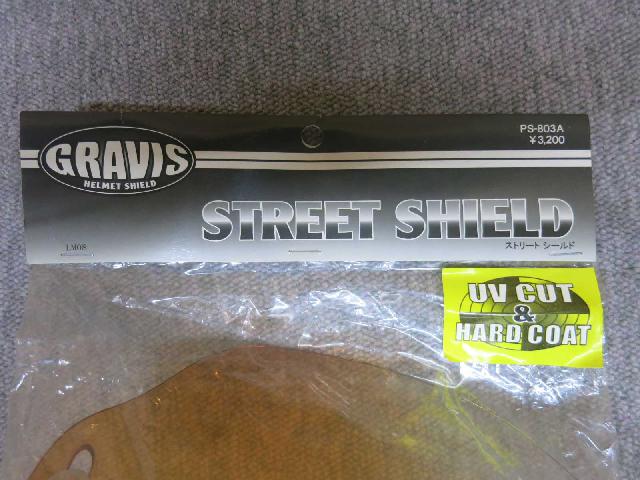 GRAVIS
HELMET SHIELD
PS-803A
¥3,200
STREET SHIELD
ストリート シールド
LM08
UV CUT
&
HARD COAT